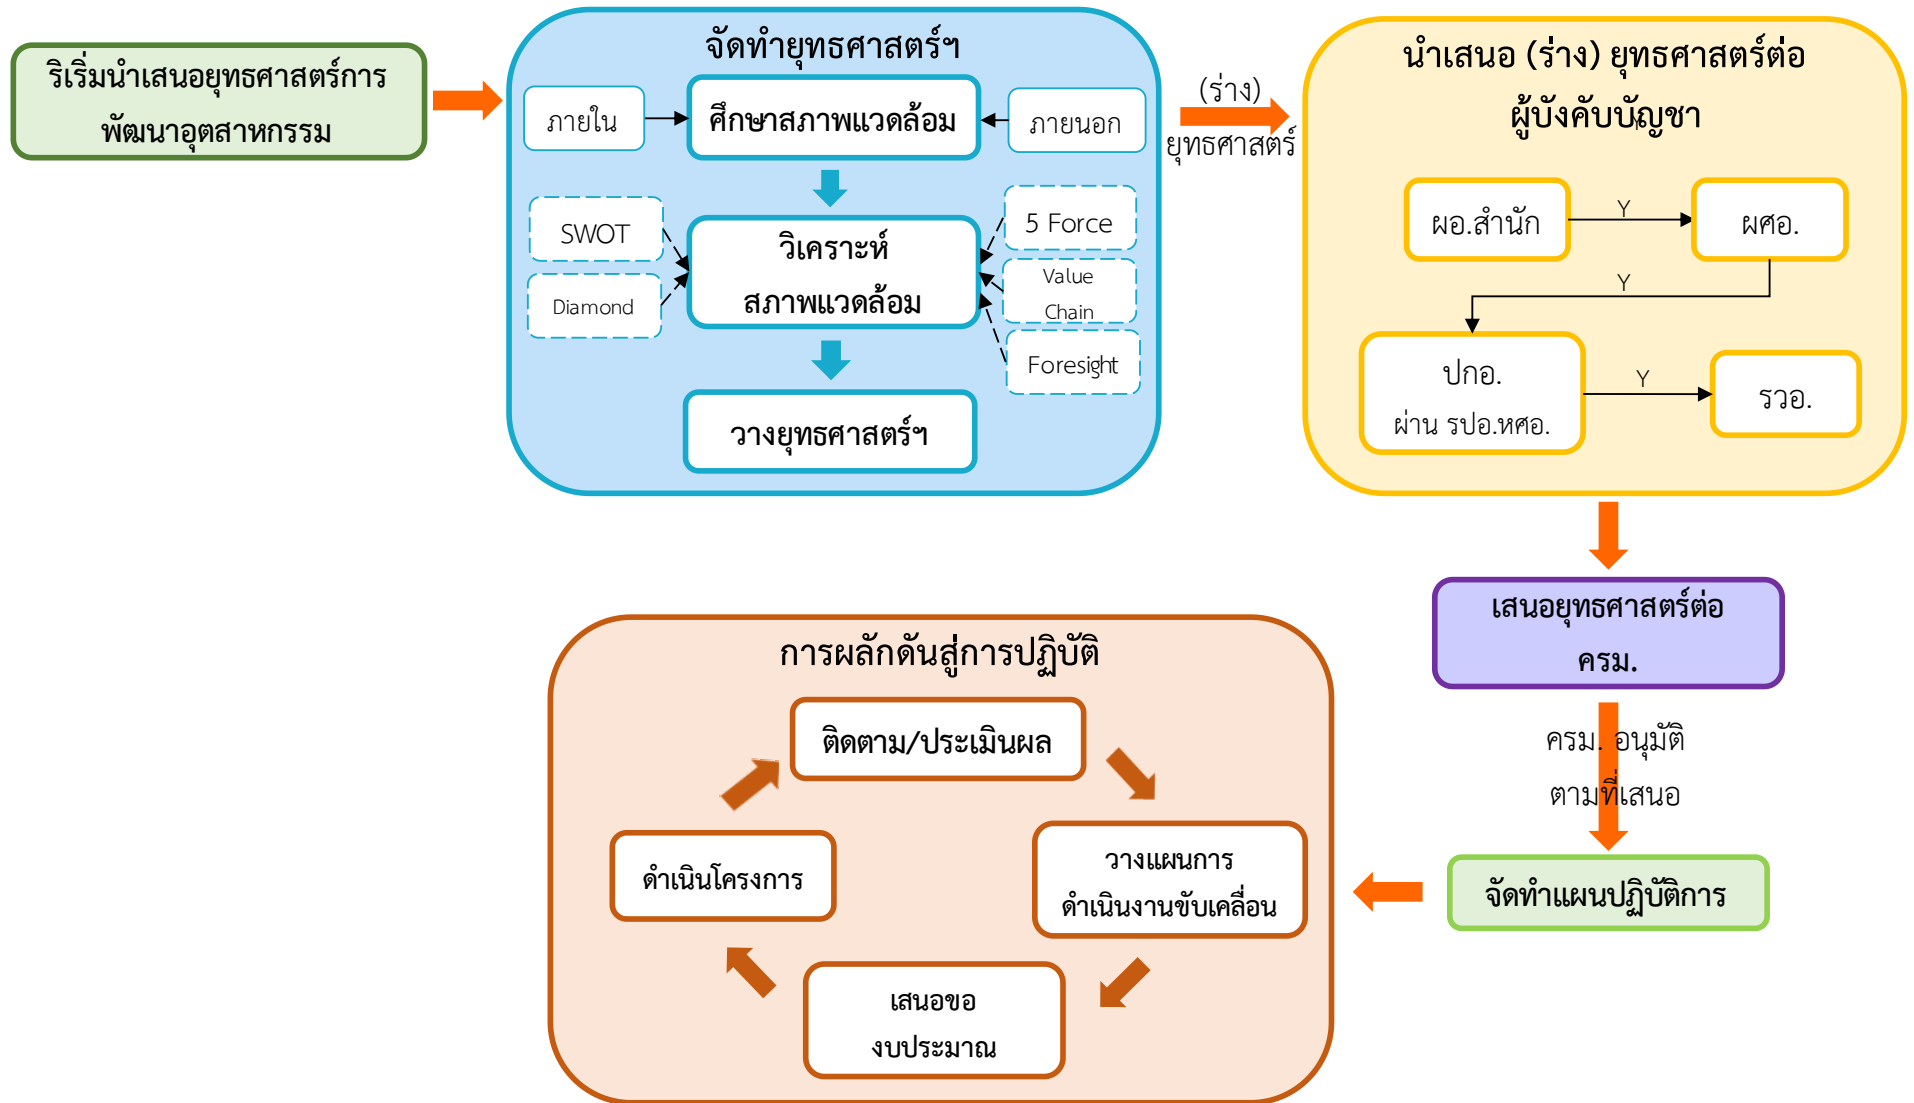 ริเริ่มนำเสนอยุทธศาสตร์การ
พัฒนาอุตสาหกรรม
จัดทำยุทธศาสตร์ฯ
ภายใน
ศึกษาสภาพแวดล้อม
ภายนอก
SWOT
Diamond
วิเคราะห์
สภาพแวดล้อม
5 Force
Value
Chain
Foresight
วางยุทธศาสตร์ฯ
(ร่าง)
ยุทธศาสตร์
นำเสนอ (ร่าง) ยุทธศาสตร์ต่อ
ผู้บังคับบัญชา
Y
ผอ.สำนัก
Y
ผศอ.
Y
ปกอ.
ผ่าน รปอ.หศอ.
Y
รวอ.
เสนอยุทธศาสตร์ต่อ
ครม.
ครม. อนุมัติ
ตามที่เสนอ
จัดทำแผนปฏิบัติการ
การผลักดันสู่การปฏิบัติ
ติดตาม/ประเมินผล
วางแผนการ
ดำเนินงานขับเคลื่อน
เสนอขอ
งบประมาณ
ดำเนินโครงการ